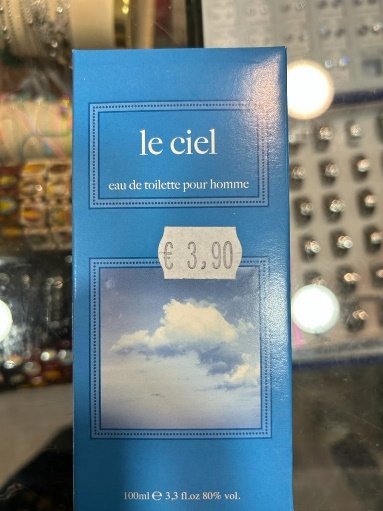 le ciel
eau de toilette pour homme
€ 3,90
100ml ℮ 3,3 fl.oz 80% vol.